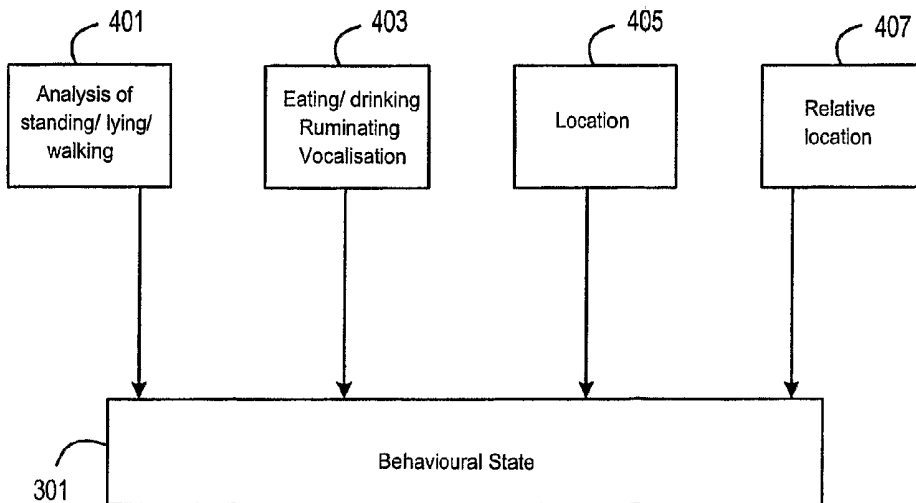 401
403
405
407
Analysis of
standing/ lying/
walking
Eating/ drinking
Ruminating
Vocalisation
Location
Relative
location
Behavioural State
301